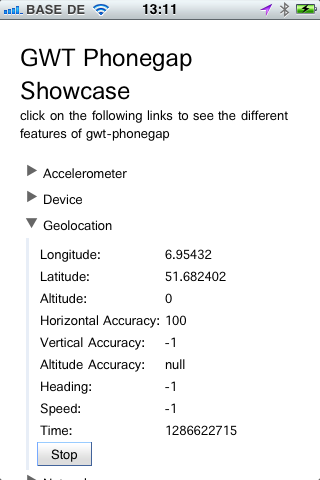 BASE DE 13:11
GWT Phonegap
Showcase
click on the following links to see the different
features of gwt-phonegap
Accelerometer
Device
Geolocation
Longitude: 6.95432
Latitude: 51.682402
Altitude: 0
Horizontal Accuracy: 100
Vertical Accuracy: -1
Altitude Accuracy: null
Heading: -1
Speed: -1
Time: 1286622715
Stop